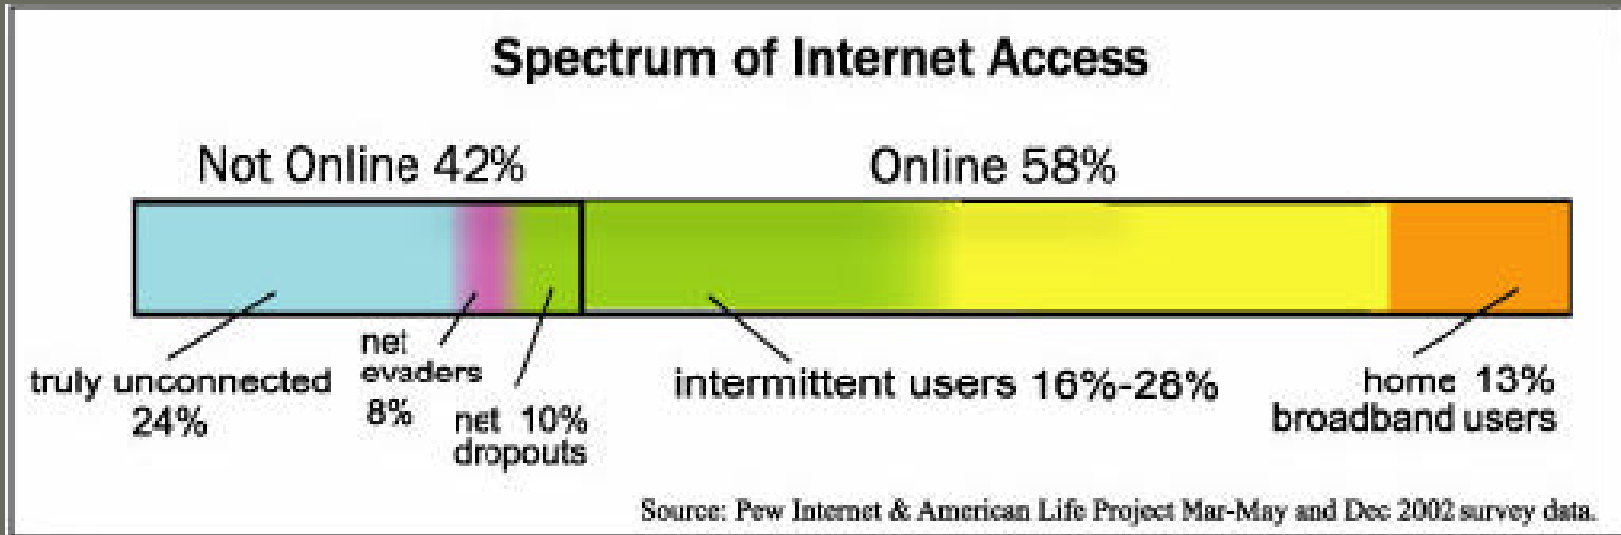 Spectrum of Internet Access
Not Online 42%
Online 58%
truly unconnected
24%
net
evaders
8%
net 10%
dropouts
intermittent users 16%-28%
home 13%
broadband users
Source: Pew Internet & American Life Project Mar-May and Dec 2002 survey data.